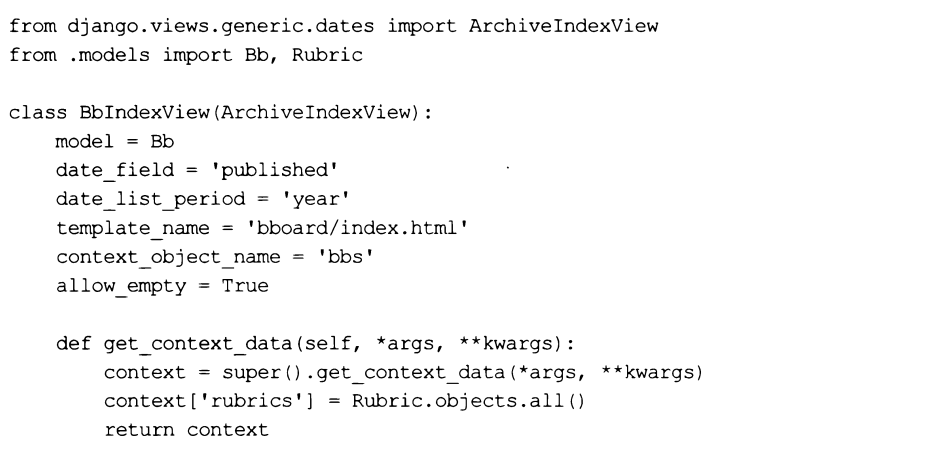 from django.views.generic.dates import ArchiveIndexView
from .models import Bb, Rubric

class BbIndexView(ArchiveIndexView):
    model = Bb
    date_field = 'published'
    date_list_period = 'year'
    template_name = 'bboard/index.html'
    context_object_name = 'bbs'
    allow_empty = True

    def get_context_data(self, *args, **kwargs):
        context = super().get_context_data(*args, **kwargs)
        context['rubrics'] = Rubric.objects.all()
        return context